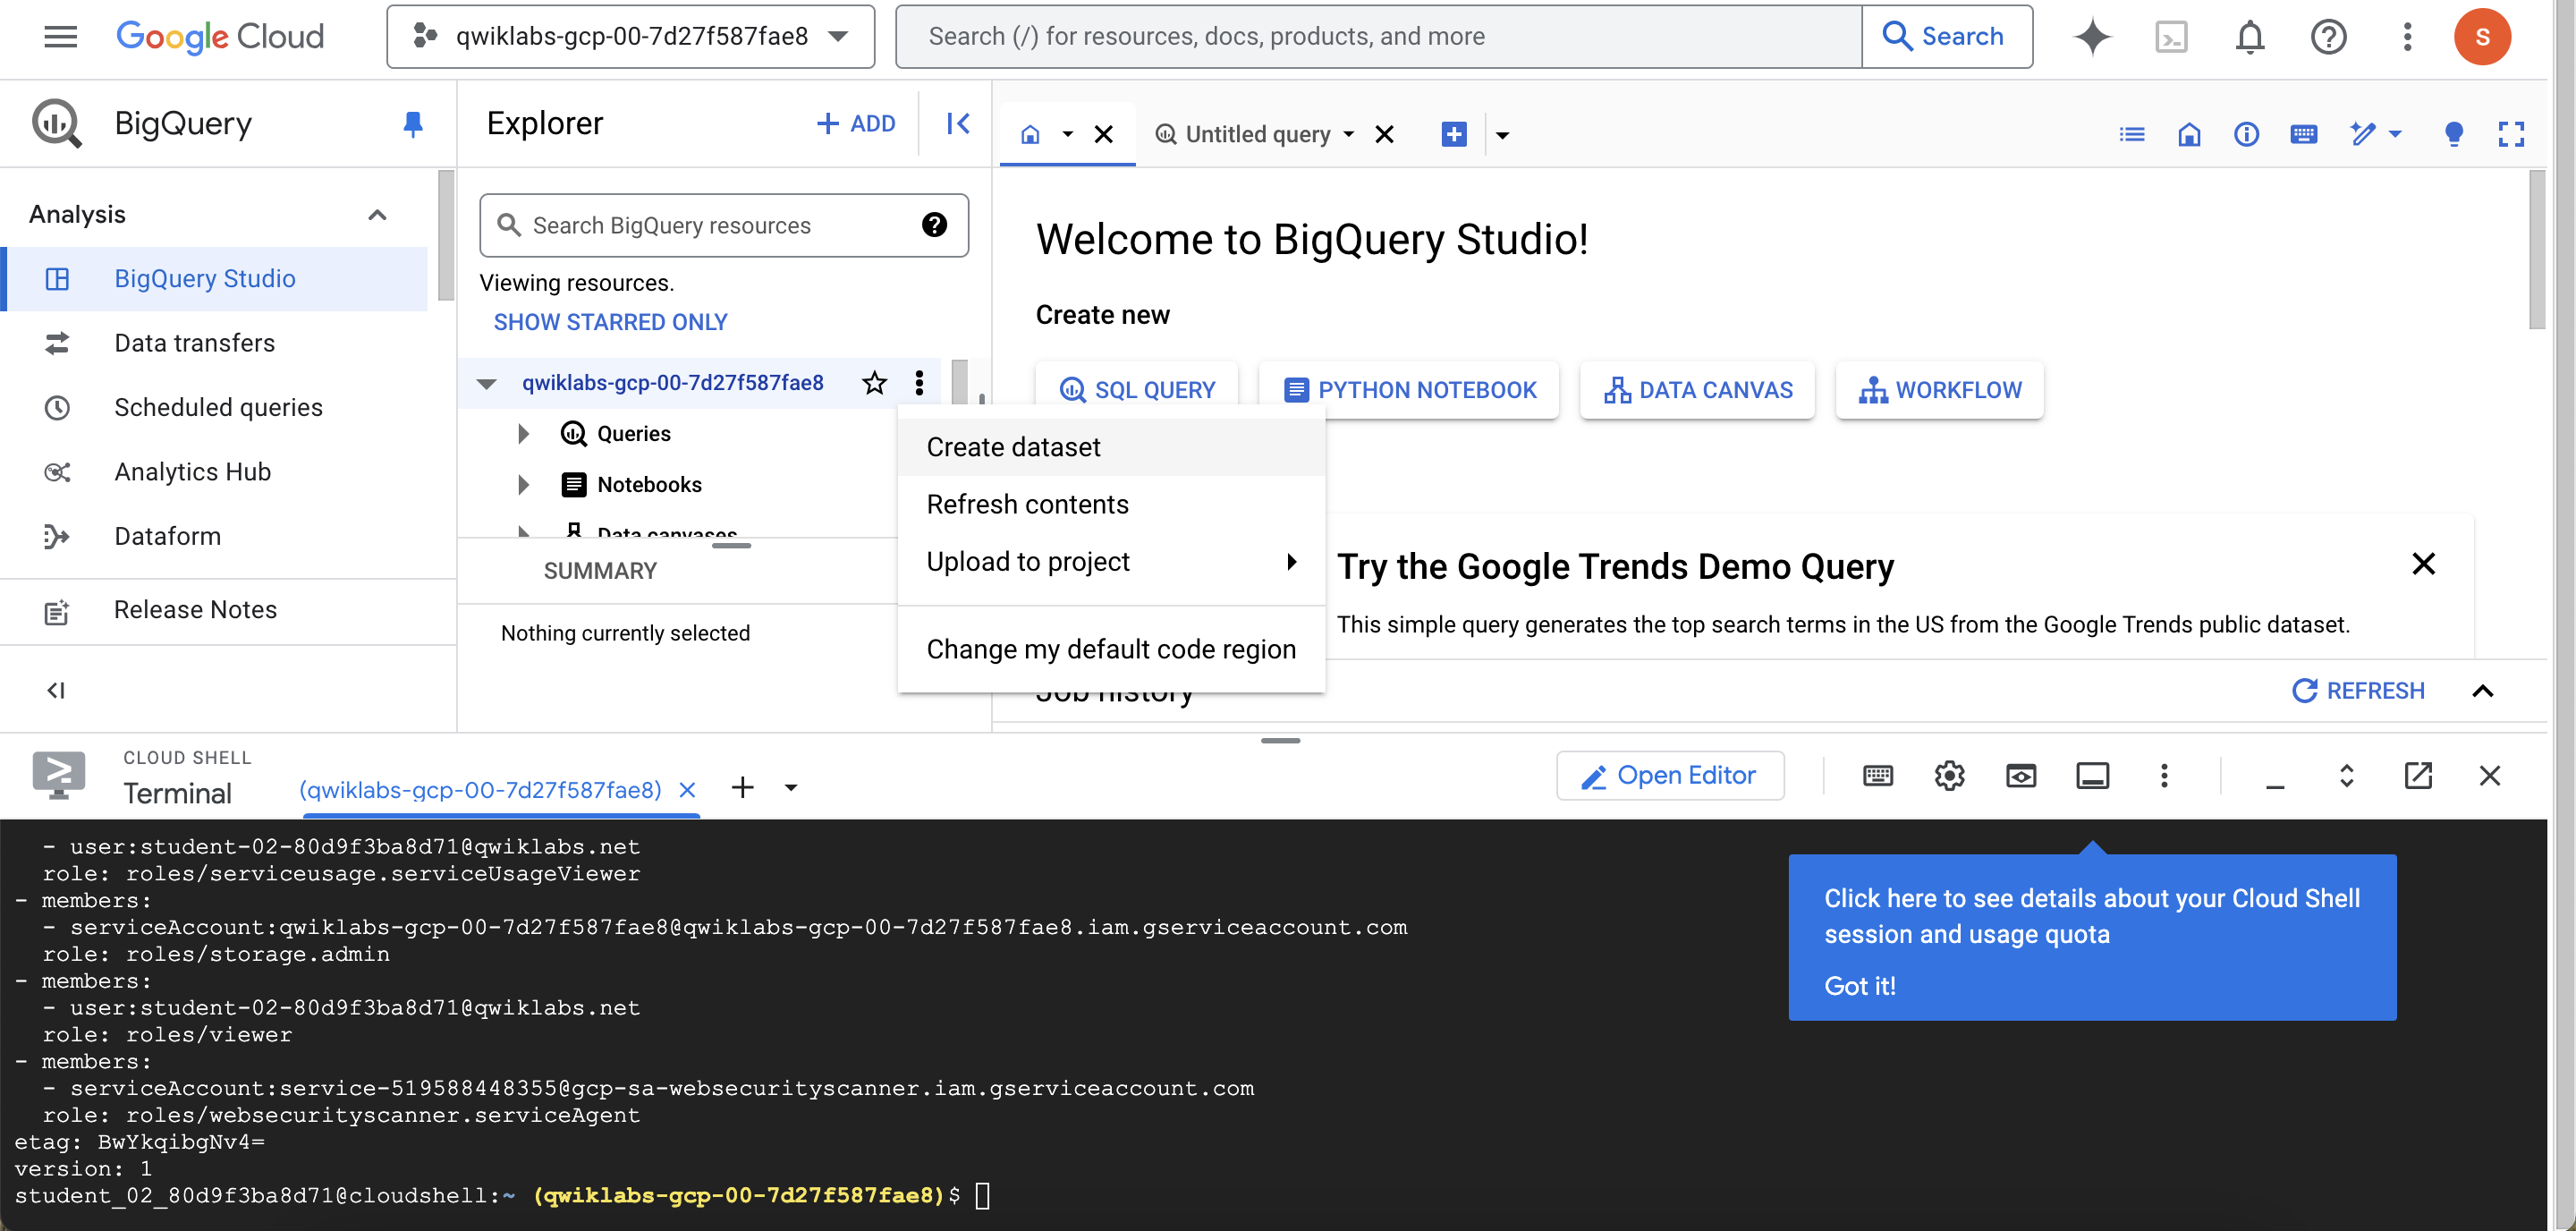 Google Cloud
qwiklabs-gcp-00-7d27f587fae8
Search (/) for resources, docs, products, and more
Search
S
BigQuery
Explorer
ADD
Untitled query
Analysis
BigQuery Studio
Data transfers
Scheduled queries
Analytics Hub
Dataform
Release Notes
Search BigQuery resources
Viewing resources.
SHOW STARRED ONLY
qwiklabs-gcp-00-7d27f587fae8
Queries
Notebooks
Data canvases
SUMMARY
Nothing currently selected
Create dataset
Refresh contents
Upload to project
Change my default code region
Welcome to BigQuery Studio!
Create new
SQL QUERY
PYTHON NOTEBOOK
DATA CANVAS
WORKFLOW
Try the Google Trends Demo Query
This simple query generates the top search terms in the US from the Google Trends public dataset.
Job history
REFRESH
CLOUD SHELL
Terminal
(qwiklabs-gcp-00-7d27f587fae8)
Open Editor
- user:student-02-80d9f3ba8d71@qwiklabs.net
role: roles/serviceusage.serviceUsageViewer
- members:
- serviceAccount:qwiklabs-gcp-00-7d27f587fae8@qwiklabs-gcp-00-7d27f587fae8.iam.gserviceaccount.com
role: roles/storage.admin
- members:
- user:student-02-80d9f3ba8d71@qwiklabs.net
role: roles/viewer
- members:
- serviceAccount:service-519588448355@gcp-sa-websecurityscanner.iam.gserviceaccount.com
role: roles/websecurityscanner.serviceAgent
etag: BwYkqibgNv4=
version: 1
student_02_80d9f3ba8d71@cloudshell:~ (qwiklabs-gcp-00-7d27f587fae8)$
Click here to see details about your Cloud Shell
session and usage quota
Got it!